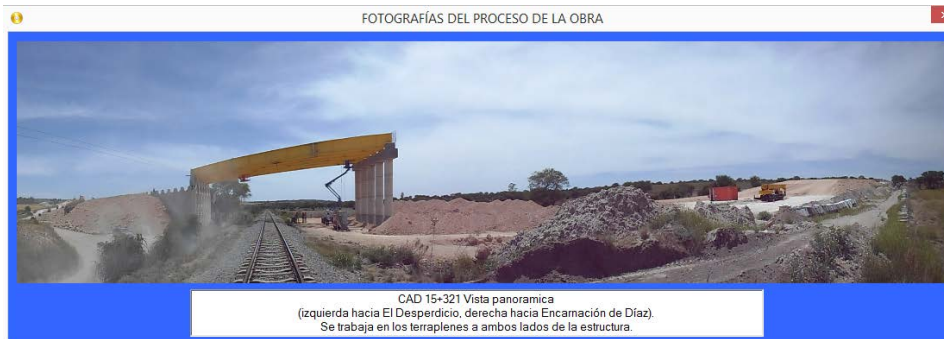 FOTOGRAFÍAS DEL PROCESO DE LA OBRA
CAD 15+321 Vista panoramica
(izquierda hacia El Desperdicio, derecha hacia Encarnación de Díaz).
Se trabaja en los terraplenes a ambos lados de la estructura.